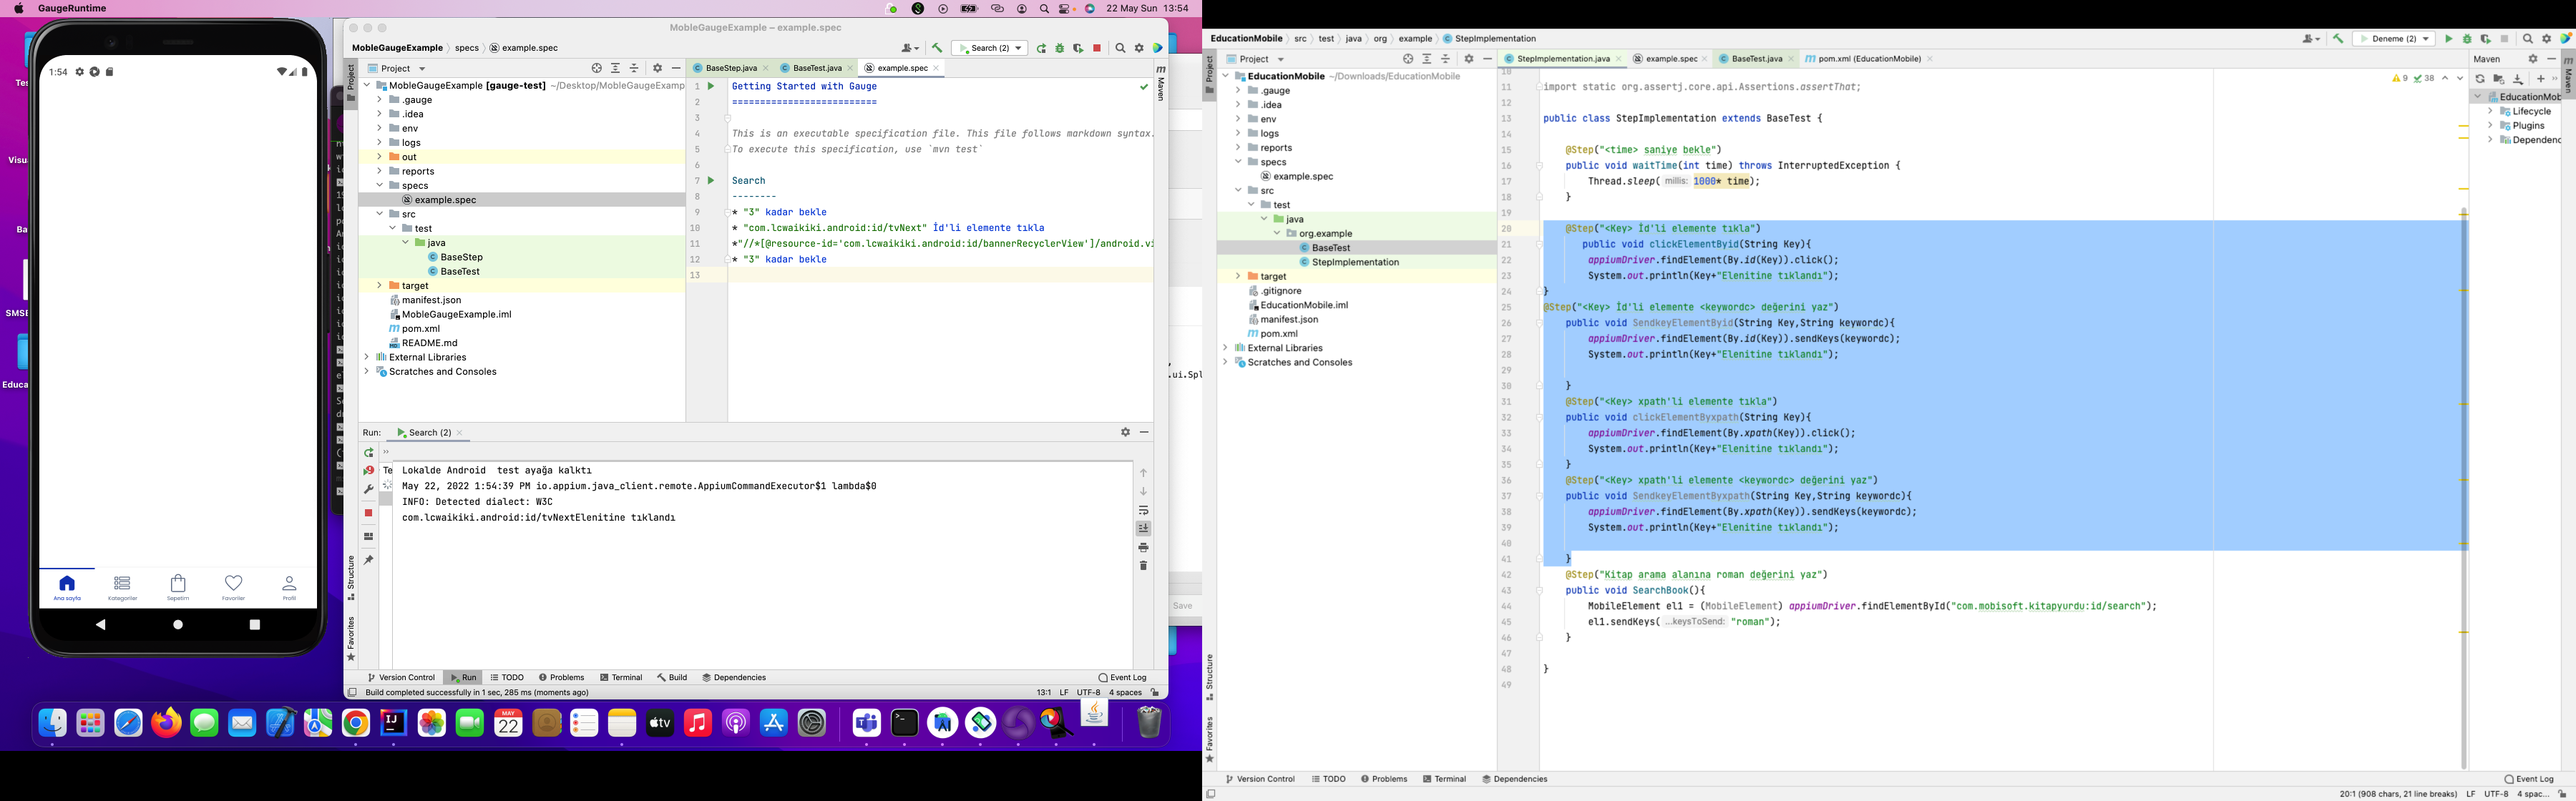 GaugeRuntime
22 May Sun 13:54
1:54
Ana sayfa
Kategoriler
Sepetim
Favoriler
Profil
MobleGaugeExample – example.spec
MobleGaugeExample
specs
example.spec
Search (2)
Project
BaseStep.java
BaseTest.java
example.spec
Maven
MobleGaugeExample [gauge-test] ~/Desktop/MobleGaugeExamp
.gauge
.idea
env
logs
out
reports
specs
example.spec
src
test
java
BaseStep
BaseTest
target
manifest.json
MobleGaugeExample.iml
pom.xml
README.md
External Libraries
Scratches and Consoles
1 Getting Started with Gauge
2 ==========================
3
4 This is an executable specification file. This file follows markdown syntax.
5 To execute this specification, use `mvn test`
6
7 Search
8 --------
9 * "3" kadar bekle
10 * "com.lcwaikiki.android:id/tvNext" İd'li elemente tıkla
11 *"//*[@resource-id='com.lcwaikiki.android:id/bannerRecyclerView']/android.vi
12 * "3" kadar bekle
13
Run: Search (2)
Te
Lokalde Android test ayağa kalktı
May 22, 2022 1:54:39 PM io.appium.java_client.remote.AppiumCommandExecutor$1 lambda$0
INFO: Detected dialect: W3C
com.lcwaikiki.android:id/tvNextElenitine tıklandı
Structure
Favorites
Version Control
Run
TODO
Problems
Terminal
Build
Dependencies
Event Log
Build completed successfully in 1 sec, 285 ms (moments ago)
13:1 LF UTF-8 4 spaces
Save
.ui.Spl
EducationMobile
src
test
java
org
example
StepImplementation
Deneme (2)
Project
StepImplementation.java
example.spec
BaseTest.java
pom.xml (EducationMobile)
Maven
EducationMobile ~/Downloads/EducationMobile
.gauge
.idea
env
logs
reports
specs
example.spec
src
test
java
org.example
BaseTest
StepImplementation
target
.gitignore
EducationMobile.iml
manifest.json
pom.xml
External Libraries
Scratches and Consoles
9 38
10
11 import static org.assertj.core.api.Assertions.assertThat;
12
13 public class StepImplementation extends BaseTest {
14
15 @Step("<time> saniye bekle")
16 public void waitTime(int time) throws InterruptedException {
17 Thread.sleep( millis: 1000* time);
18 }
19
20 @Step("<Key> İd'li elemente tıkla")
21 public void clickElementByid(String Key){
22 appiumDriver.findElement(By.id(Key)).click();
23 System.out.println(Key+"Elenitine tıklandı");
24 }
25 @Step("<Key> İd'li elemente <keywordc> değerini yaz")
26 public void SendkeyElementByid(String Key,String keywordc){
27 appiumDriver.findElement(By.id(Key)).sendKeys(keywordc);
28 System.out.println(Key+"Elenitine tıklandı");
29
30 }
31 @Step("<Key> xpath'li elemente tıkla")
32 public void clickElementByxpath(String Key){
33 appiumDriver.findElement(By.xpath(Key)).click();
34 System.out.println(Key+"Elenitine tıklandı");
35 }
36 @Step("<Key> xpath'li elemente <keywordc> değerini yaz")
37 public void SendkeyElementByxpath(String Key,String keywordc){
38 appiumDriver.findElement(By.xpath(Key)).sendKeys(keywordc);
39 System.out.println(Key+"Elenitine tıklandı");
40
41 }
42 @Step("Kitap arama alanına roman değerini yaz")
43 public void SearchBook(){
44 MobileElement el1 = (MobileElement) appiumDriver.findElementById("com.mobisoft.kitapyurdu:id/search");
45 el1.sendKeys( ...keysToSend: "roman");
46 }
47
48 }
49
EducationMob
Lifecycle
Plugins
Dependenc
Maven
Structure
Favorites
Version Control
TODO
Problems
Terminal
Dependencies
Event Log
20:1 (908 chars, 21 line breaks) LF UTF-8 4 spac...